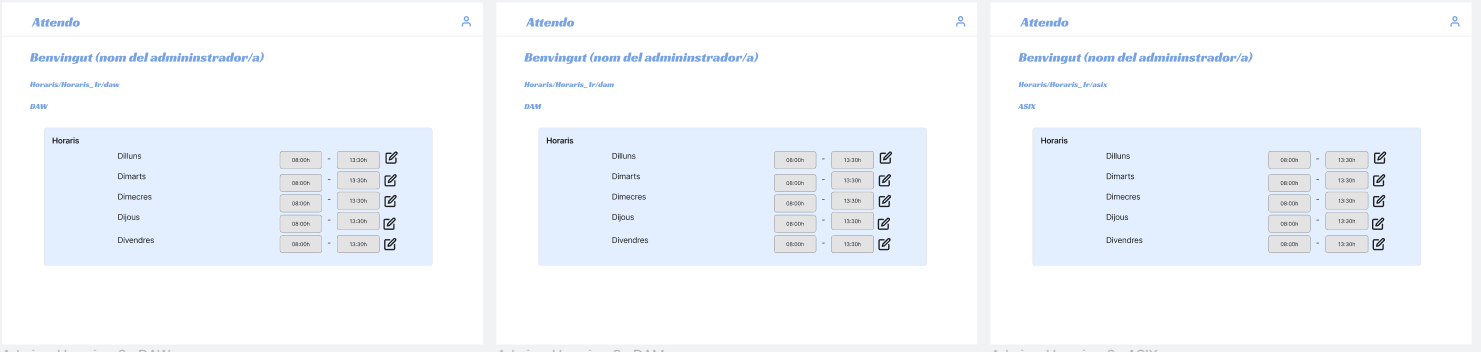 Attendo
Benvingut (nom del admininstrador/a)
Horaris/Horaris_1r/daw
DAW
Horaris
Dilluns 08:00h - 13:30h
Dimarts 08:00h - 13:30h
Dimecres 08:00h - 13:30h
Dijous 08:00h - 13:30h
Divendres 08:00h - 13:30h
Attendo
Benvingut (nom del admininstrador/a)
Horaris/Horaris_1r/dam
DAM
Horaris
Dilluns 08:00h - 13:30h
Dimarts 08:00h - 13:30h
Dimecres 08:00h - 13:30h
Dijous 08:00h - 13:30h
Divendres 08:00h - 13:30h
Attendo
Benvingut (nom del admininstrador/a)
Horaris/Horaris_1r/asix
ASIX
Horaris
Dilluns 08:00h - 13:30h
Dimarts 08:00h - 13:30h
Dimecres 08:00h - 13:30h
Dijous 08:00h - 13:30h
Divendres 08:00h - 13:30h